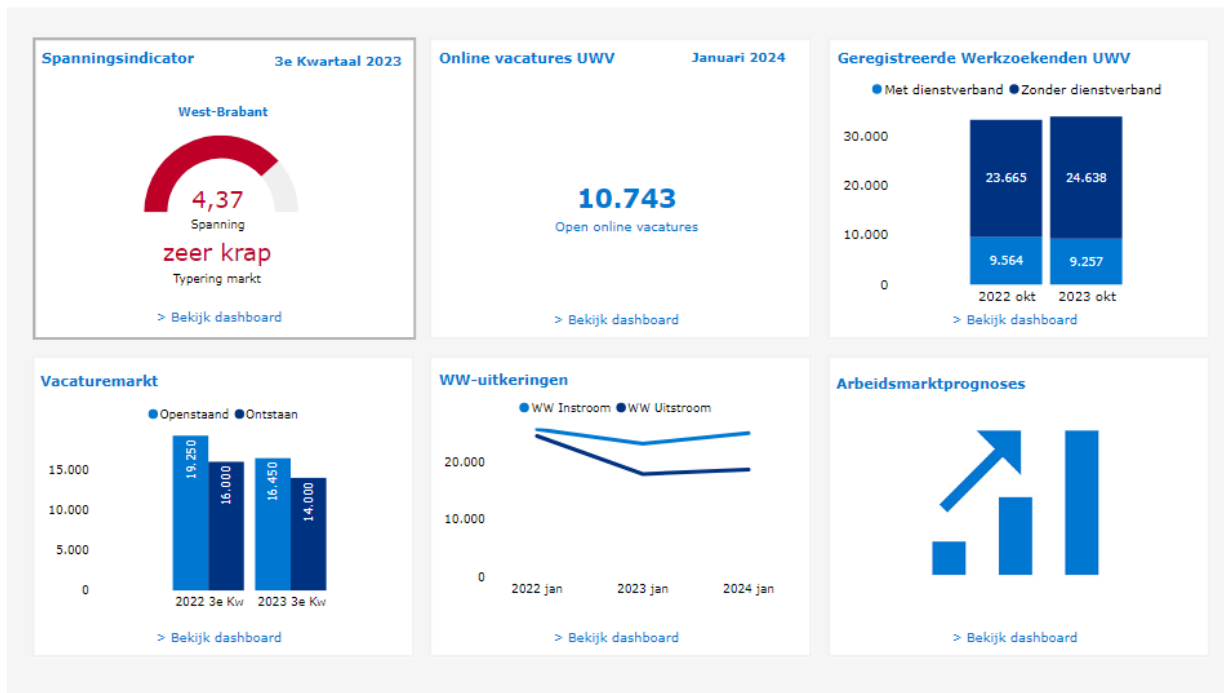 Spanningsindicator
3e Kwartaal 2023
West-Brabant
4,37
Spanning
zeer krap
Typering markt
> Bekijk dashboard
Online vacatures UWV
Januari 2024
10.743
Open online vacatures
> Bekijk dashboard
Geregistreerde Werkzoekenden UWV
Met dienstverband Zonder dienstverband
30.000
20.000
10.000
0
23.665
24.638
9.564
9.257
2022 okt
2023 okt
> Bekijk dashboard
Vacaturemarkt
Openstaand Ontstaan
15.000
10.000
5.000
0
19.250
16.000
16.450
14.000
2022 3e Kw
2023 3e Kw
> Bekijk dashboard
WW-uitkeringen
WW Instroom WW Uitstroom
20.000
10.000
0
2022 jan
2023 jan
2024 jan
> Bekijk dashboard
Arbeidsmarktprognoses
> Bekijk dashboard